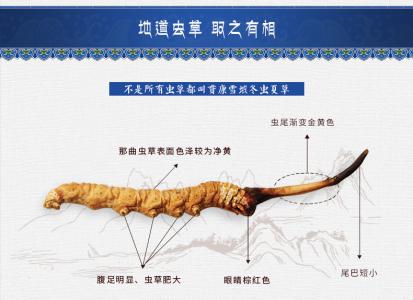 地道虫草 取之有相
不是所有虫草都叫青康雪域冬虫夏草
虫尾渐变金黄色
那曲虫草表面色泽较为净黄
腹足明显、虫草肥大
眼睛棕红色
尾巴短小